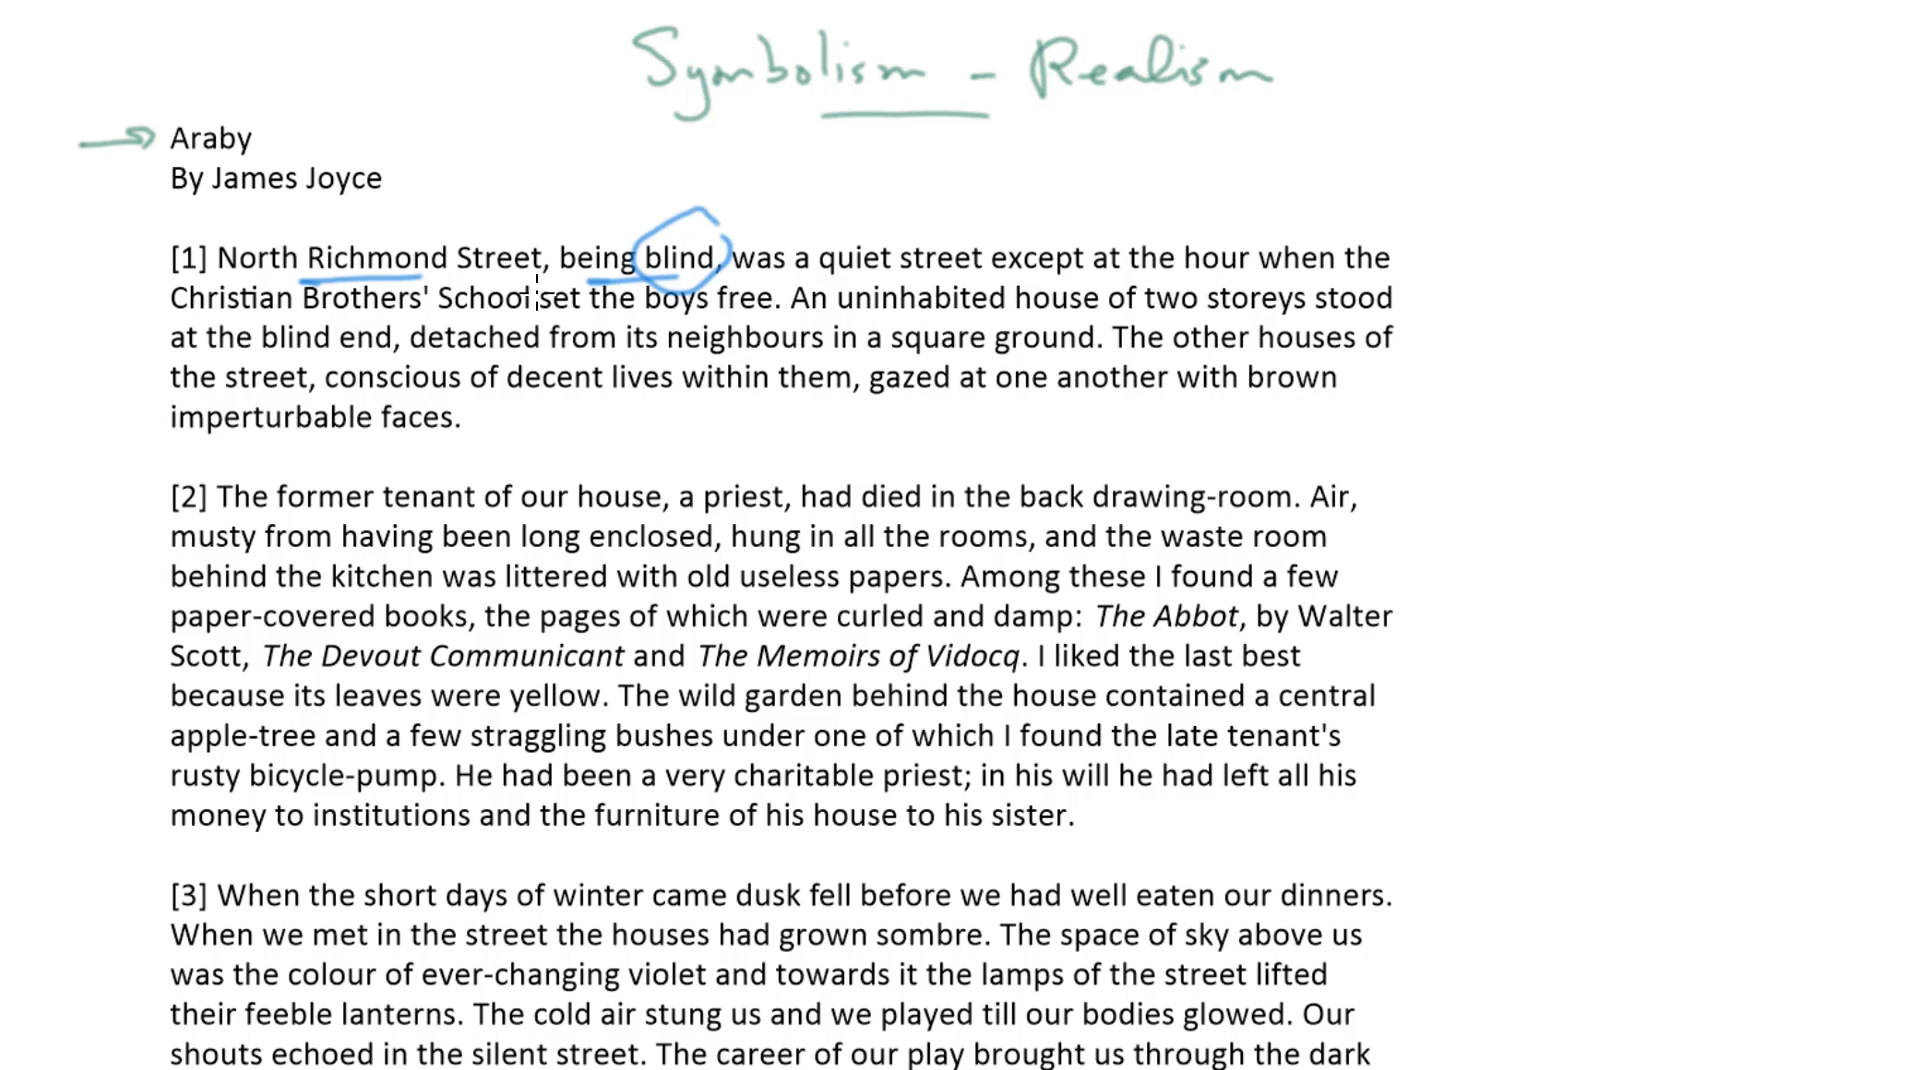 Symbolism - Realism
Araby
By James Joyce
[1] North Richmond Street, being blind, was a quiet street except at the hour when the
Christian Brothers' School set the boys free. An uninhabited house of two storeys stood
at the blind end, detached from its neighbours in a square ground. The other houses of
the street, conscious of decent lives within them, gazed at one another with brown
imperturbable faces.
[2] The former tenant of our house, a priest, had died in the back drawing-room. Air,
musty from having been long enclosed, hung in all the rooms, and the waste room
behind the kitchen was littered with old useless papers. Among these I found a few
paper-covered books, the pages of which were curled and damp: The Abbot, by Walter
Scott, The Devout Communicant and The Memoirs of Vidocq. I liked the last best
because its leaves were yellow. The wild garden behind the house contained a central
apple-tree and a few straggling bushes under one of which I found the late tenant's
rusty bicycle-pump. He had been a very charitable priest; in his will he had left all his
money to institutions and the furniture of his house to his sister.
[3] When the short days of winter came dusk fell before we had well eaten our dinners.
When we met in the street the houses had grown sombre. The space of sky above us
was the colour of ever-changing violet and towards it the lamps of the street lifted
their feeble lanterns. The cold air stung us and we played till our bodies glowed. Our
shouts echoed in the silent street. The career of our play brought us through the dark